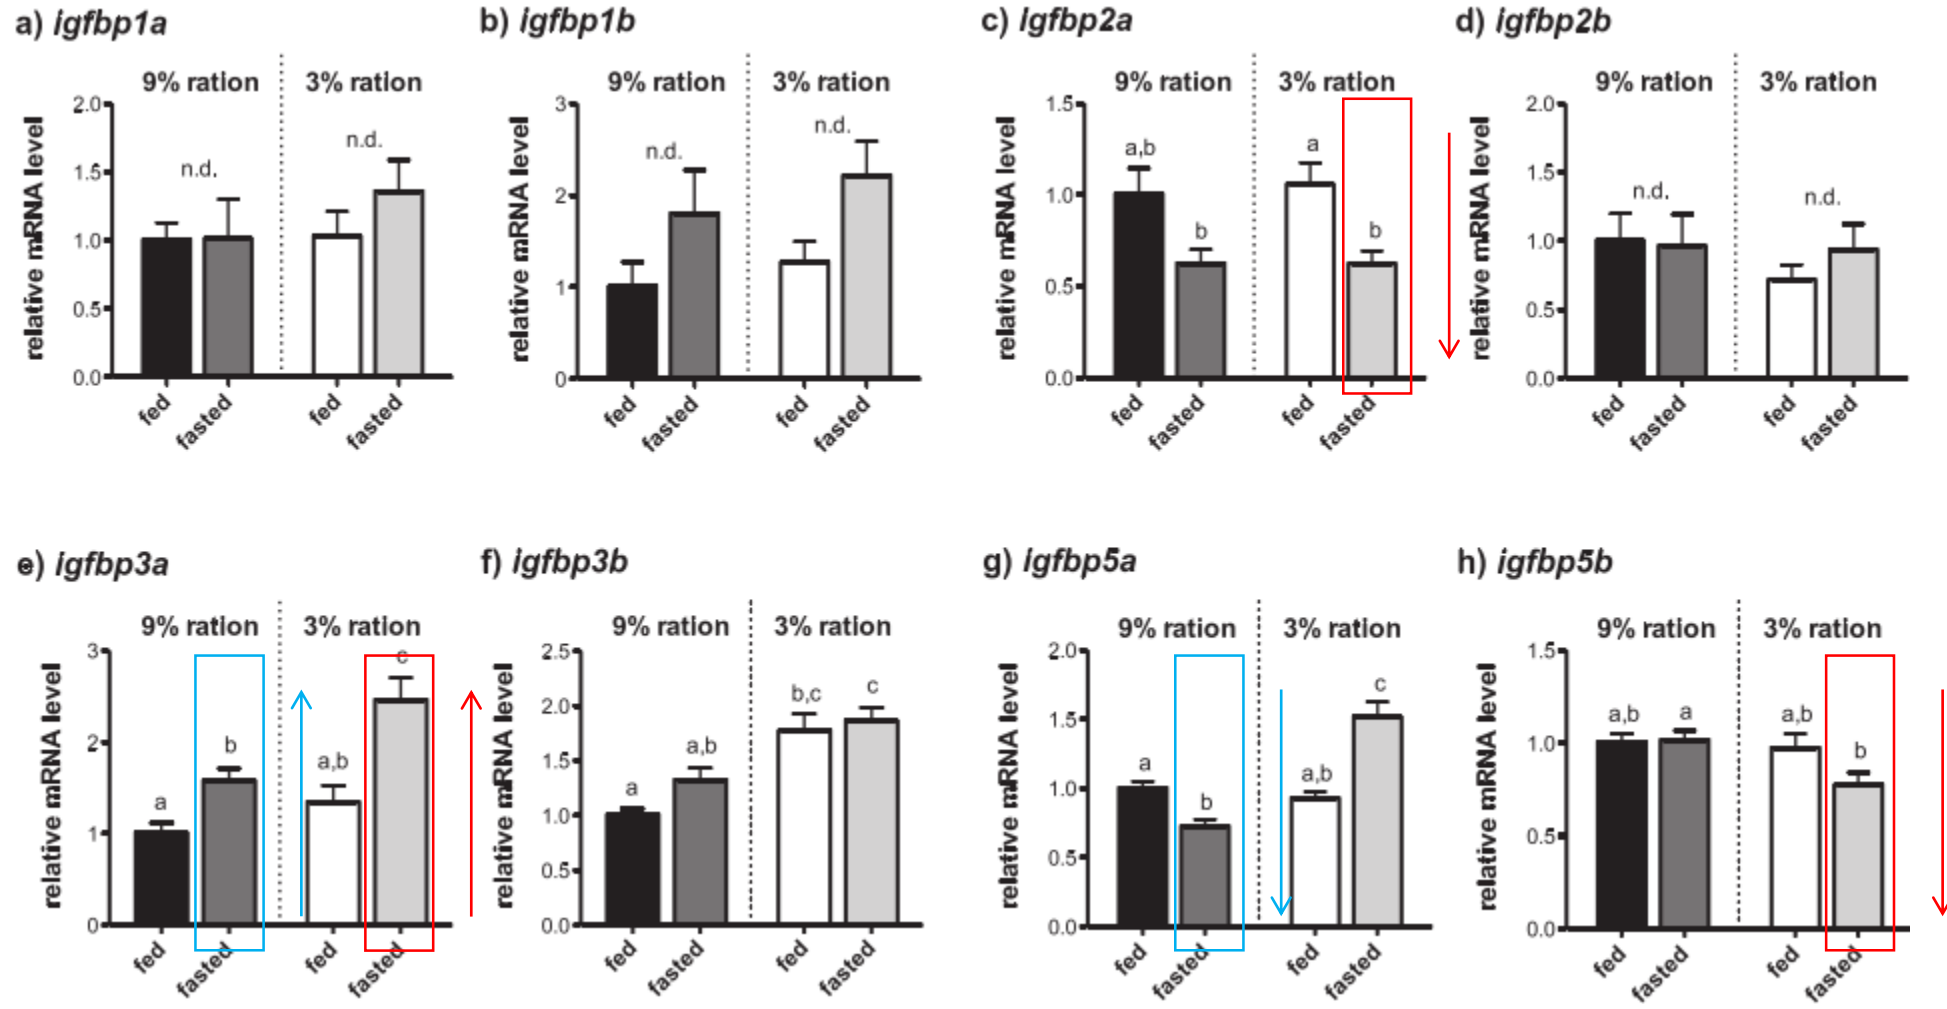 a) igfbp1a
9% ration 3% ration
relative mRNA level
2.0
1.5
1.0
0.5
0.0
n.d.
n.d.
fed
fasted
fed
fasted
b) igfbp1b
9% ration 3% ration
relative mRNA level
3
2
1
0
n.d.
n.d.
fed
fasted
fed
fasted
c) igfbp2a
9% ration 3% ration
relative mRNA level
1.5
1.0
0.5
0.0
a,b
b
a
b
fed
fasted
fed
fasted
d) igfbp2b
9% ration 3% ration
relative mRNA level
2.0
1.5
1.0
0.5
0.0
n.d.
n.d.
fed
fasted
fed
fasted
e) igfbp3a
9% ration 3% ration
relative mRNA level
3
2
1
0
a
b
a,b
c
fed
fasted
fed
fasted
f) igfbp3b
9% ration 3% ration
relative mRNA level
2.5
2.0
1.5
1.0
0.5
0.0
a
a,b
b,c
c
fed
fasted
fed
fasted
g) igfbp5a
9% ration 3% ration
relative mRNA level
2.0
1.5
1.0
0.5
0.0
a
b
a,b
c
fed
fasted
fed
fasted
h) igfbp5b
9% ration 3% ration
relative mRNA level
1.5
1.0
0.5
0.0
a,b
a
a,b
b
fed
fasted
fed
fasted